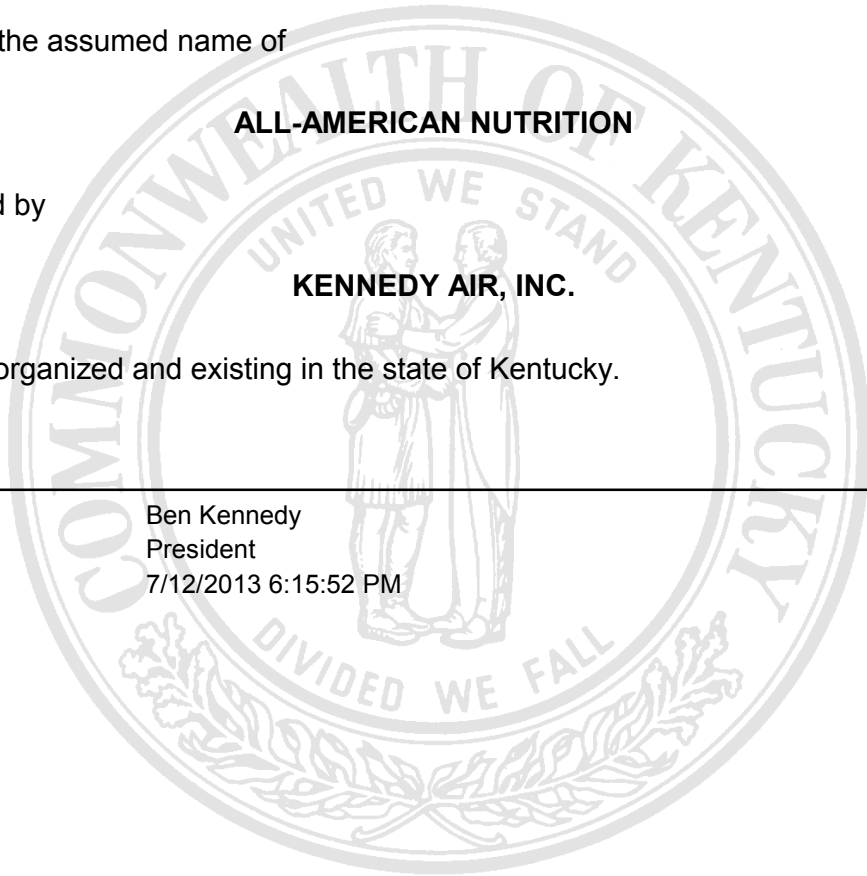 the assumed name of
ALL-AMERICAN NUTRITION
by
KENNEDY AIR, INC.
organized and existing in the state of Kentucky.
Ben Kennedy
President
7/12/2013 6:15:52 PM
COMMONWEALTH OF KENTUCKY
UNITED WE STAND
DIVIDED WE FALL